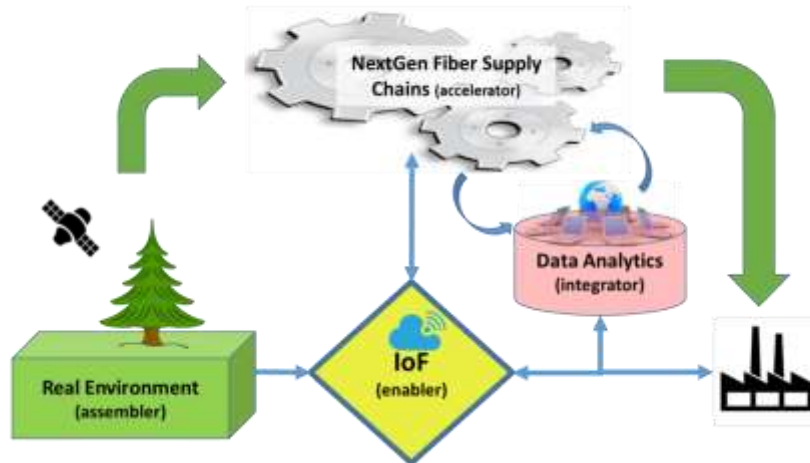 NextGen Fiber Supply
Chains (accelerator)
Data Analytics
(integrator)
IoF
(enabler)
Real Environment
(assembler)